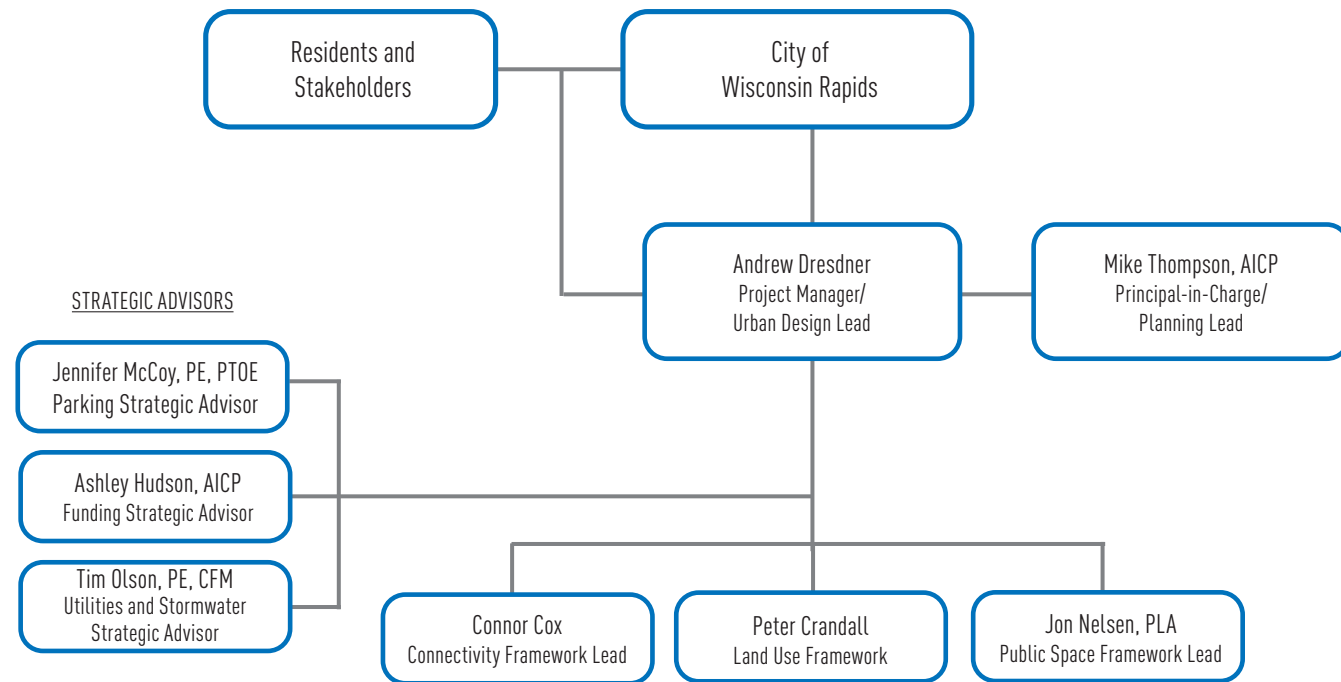 Residents and
Stakeholders
City of
Wisconsin Rapids
Andrew Dresdner
Project Manager/
Urban Design Lead
Mike Thompson, AICP
Principal-in-Charge/
Planning Lead
STRATEGIC ADVISORS
Jennifer McCoy, PE, PTOE
Parking Strategic Advisor
Ashley Hudson, AICP
Funding Strategic Advisor
Tim Olson, PE, CFM
Utilities and Stormwater
Strategic Advisor
Connor Cox
Connectivity Framework Lead
Peter Crandall
Land Use Framework
Jon Nelsen, PLA
Public Space Framework Lead